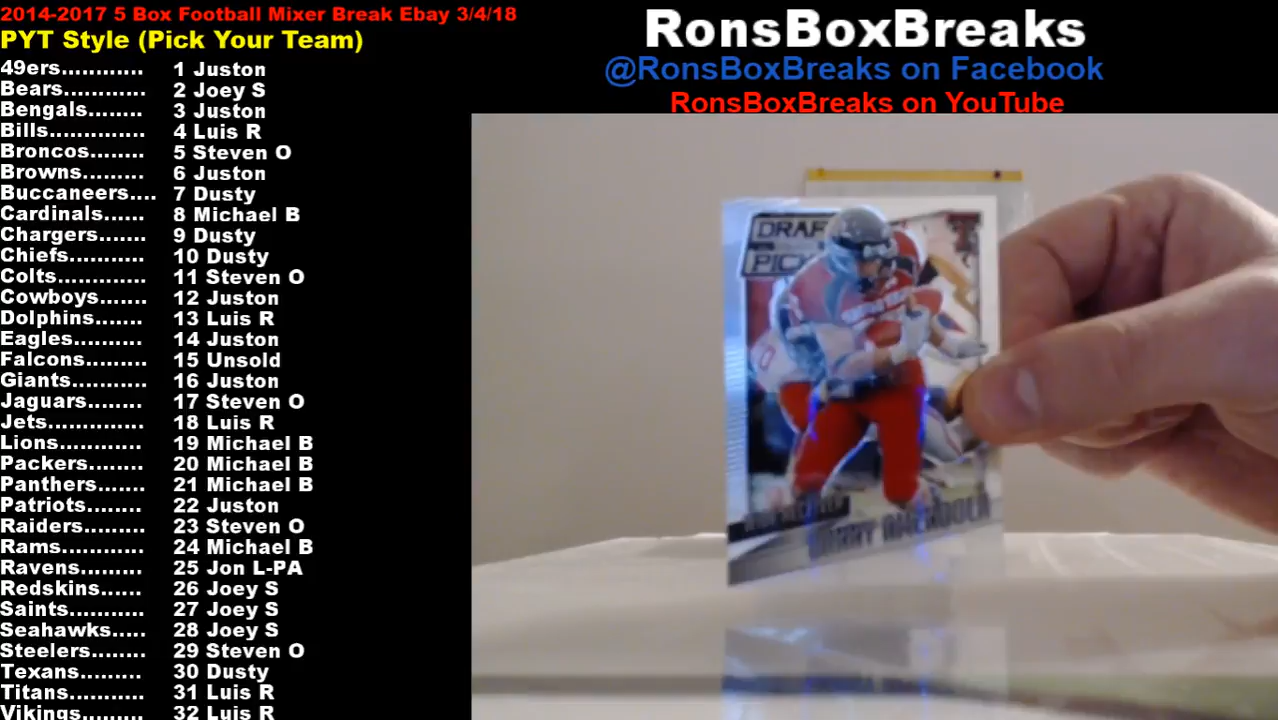 2014-2017 5 Box Football Mixer Break Ebay 3/4/18
PYT Style (Pick Your Team)
49ers............ 1 Juston
Bears............ 2 Joey S
Bengals........ 3 Juston
Bills.............. 4 Luis R
Broncos........ 5 Steven O
Browns......... 6 Juston
Buccaneers.... 7 Dusty
Cardinals...... 8 Michael B
Chargers....... 9 Dusty
Chiefs........... 10 Dusty
Colts............. 11 Steven O
Cowboys....... 12 Juston
Dolphins........ 13 Luis R
Eagles........... 14 Juston
Falcons......... 15 Unsold
Giants........... 16 Juston
Jaguars........ 17 Steven O
Jets.............. 18 Luis R
Lions............ 19 Michael B
Packers........ 20 Michael B
Panthers....... 21 Michael B
Patriots......... 22 Juston
Raiders......... 23 Steven O
Rams............ 24 Michael B
Ravens......... 25 Jon L-PA
Redskins...... 26 Joey S
Saints........... 27 Joey S
Seahawks..... 28 Joey S
Steelers........ 29 Steven O
Texans......... 30 Dusty
Titans........... 31 Luis R
Vikings......... 32 Luis R
RonsBoxBreaks
@RonsBoxBreaks on Facebook
RonsBoxBreaks on YouTube
DRAF
PICK
DANNY AMENDOLA